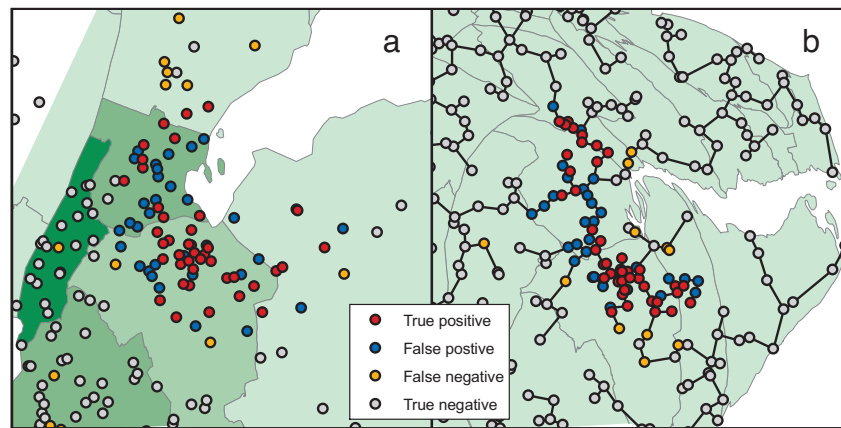 a
b
True positive
False postive
False negative
True negative